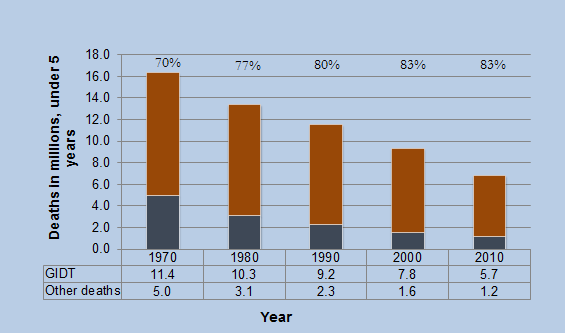 Deaths in millions, under 5
years
18.0
16.0
14.0
12.0
10.0
8.0
6.0
4.0
2.0
0.0
70% 77% 80% 83% 83%
1970 1980 1990 2000 2010
GIDT 11.4 10.3 9.2 7.8 5.7
Other deaths 5.0 3.1 2.3 1.6 1.2
Year